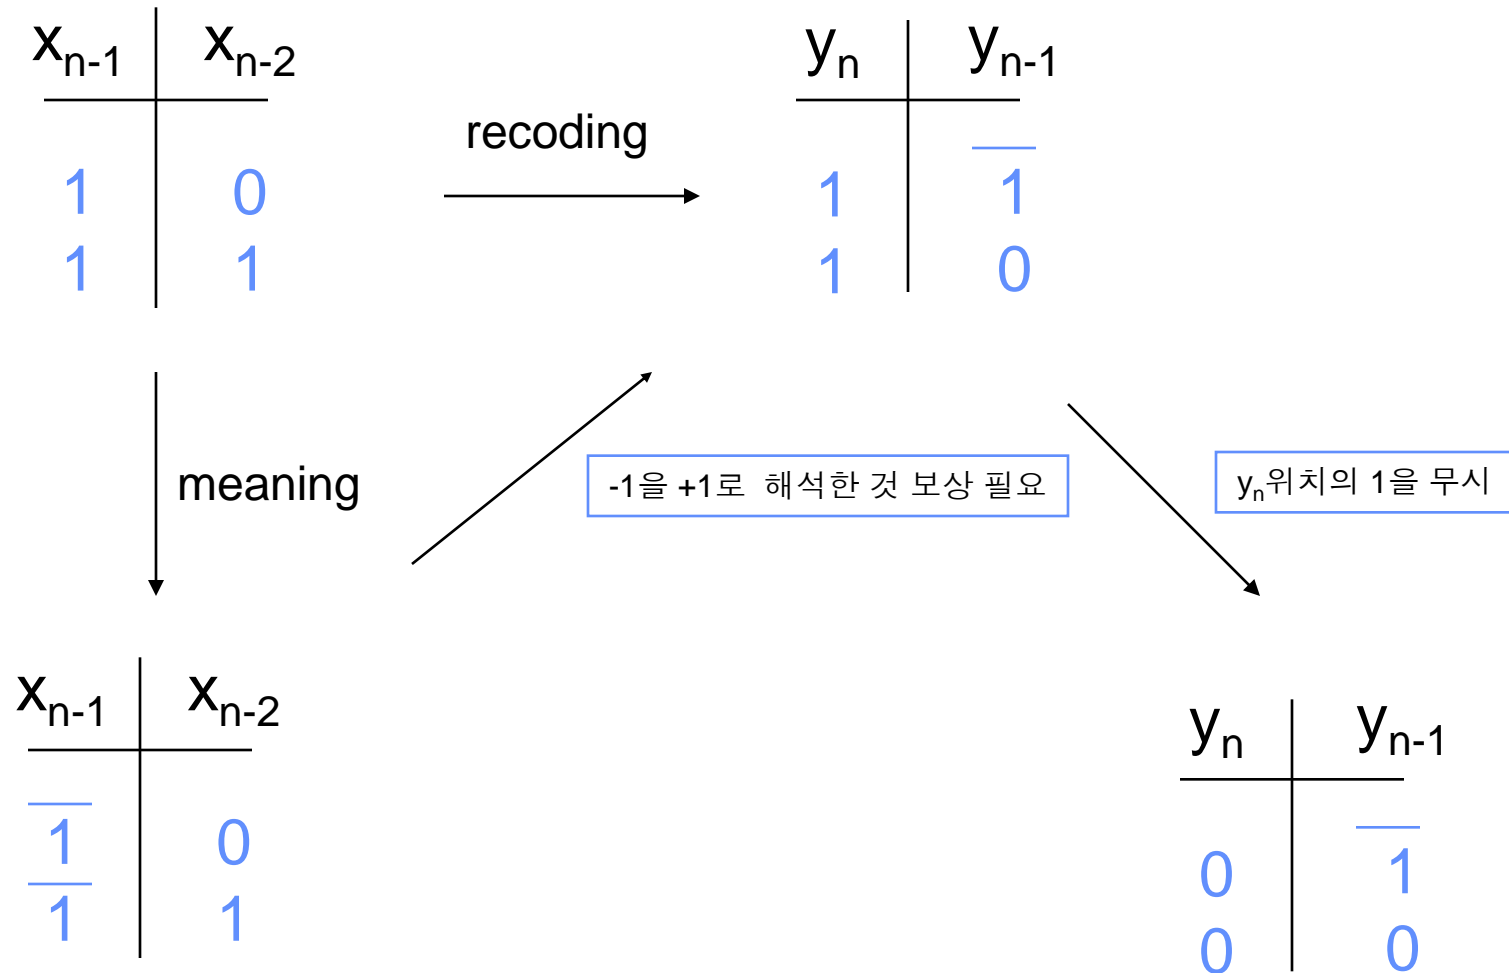 xn-1 xn-2
1 0
1 1
recoding
yn yn-1
1 1̅
1 0
meaning
-1을 +1로 해석한 것 보상 필요
yn위치의 1을 무시
xn-1 xn-2
1̅ 0
1̅ 1
yn yn-1
0 1̅
0 0